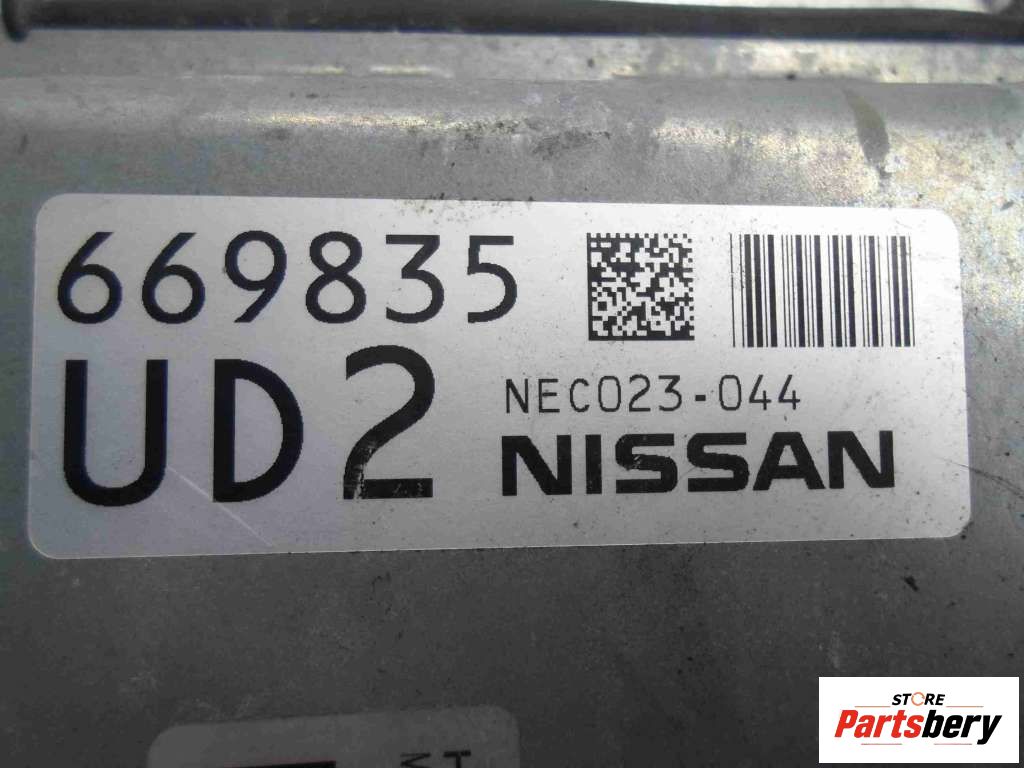 669835
UD2
NEC023-044
NISSAN
H
M
STORE
Partsbery